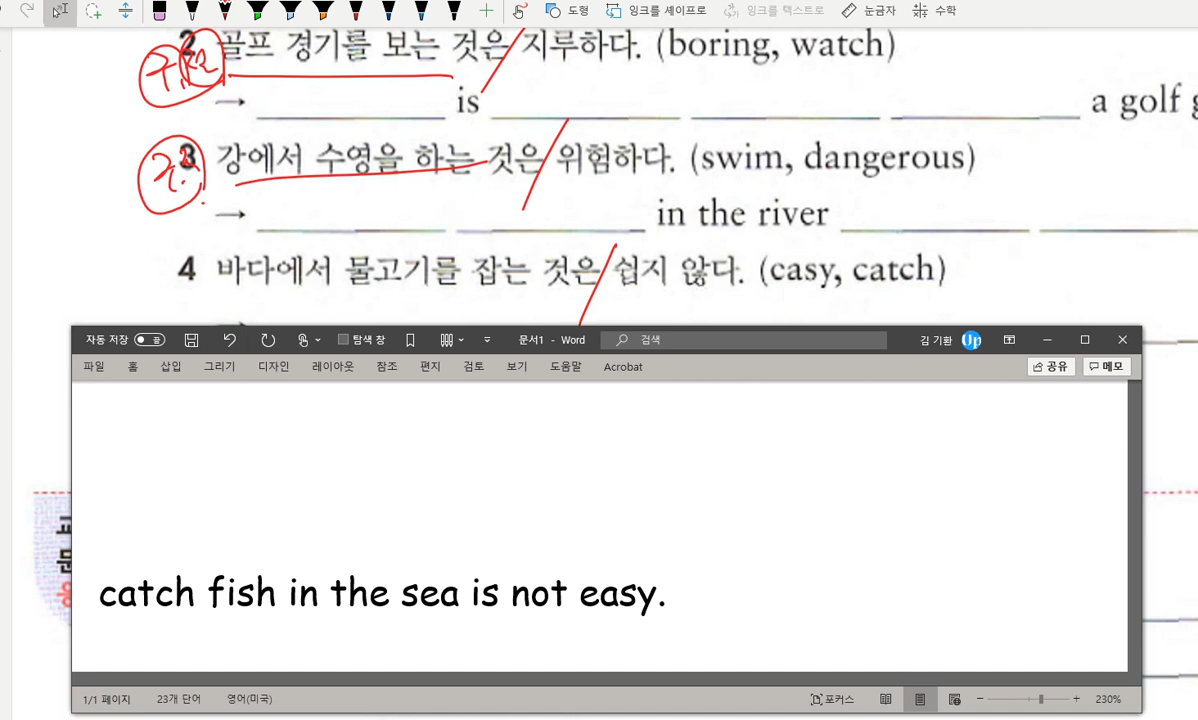 도형 잉크를 셰이프로 잉크를 텍스트로 눈금자 수학
2 골프 경기를 보는 것은 지루하다. (boring, watch)
→ is a golf
3 강에서 수영을 하는 것은 위험하다. (swim, dangerous)
→ in the river
4 바다에서 물고기를 잡는 것은 쉽지 않다. (easy, catch)
자동 저장 끔 탐색 창 문서1 - Word 검색 김 기환 Up
파일 홈 삽입 그리기 디자인 레이아웃 참조 편지 검토 보기 도움말 Acrobat 공유 메모
catch fish in the sea is not easy.
1/1 페이지 23개 단어 영어(미국) 포커스 230%